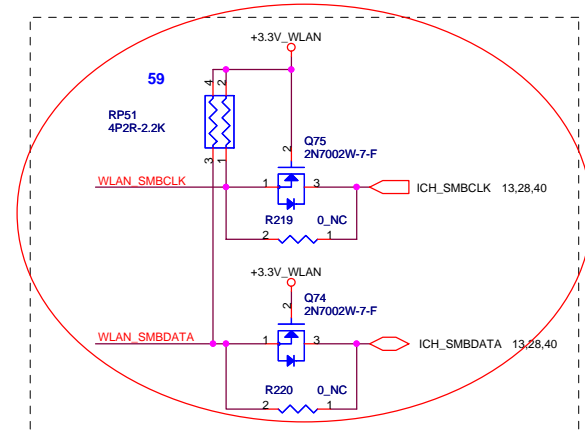 +3.3V_WLAN
59
4 2
RP51
4P2R-2.2K
3 1
Q75
2N7002W-7-F
2
WLAN_SMBCLK
1 3
ICH_SMBCLK 13,28,40
R219 0_NC
2 1
+3.3V_WLAN
Q74
2N7002W-7-F
2
WLAN_SMBDATA
1 3
ICH_SMBDATA 13,28,40
R220 0_NC
2 1